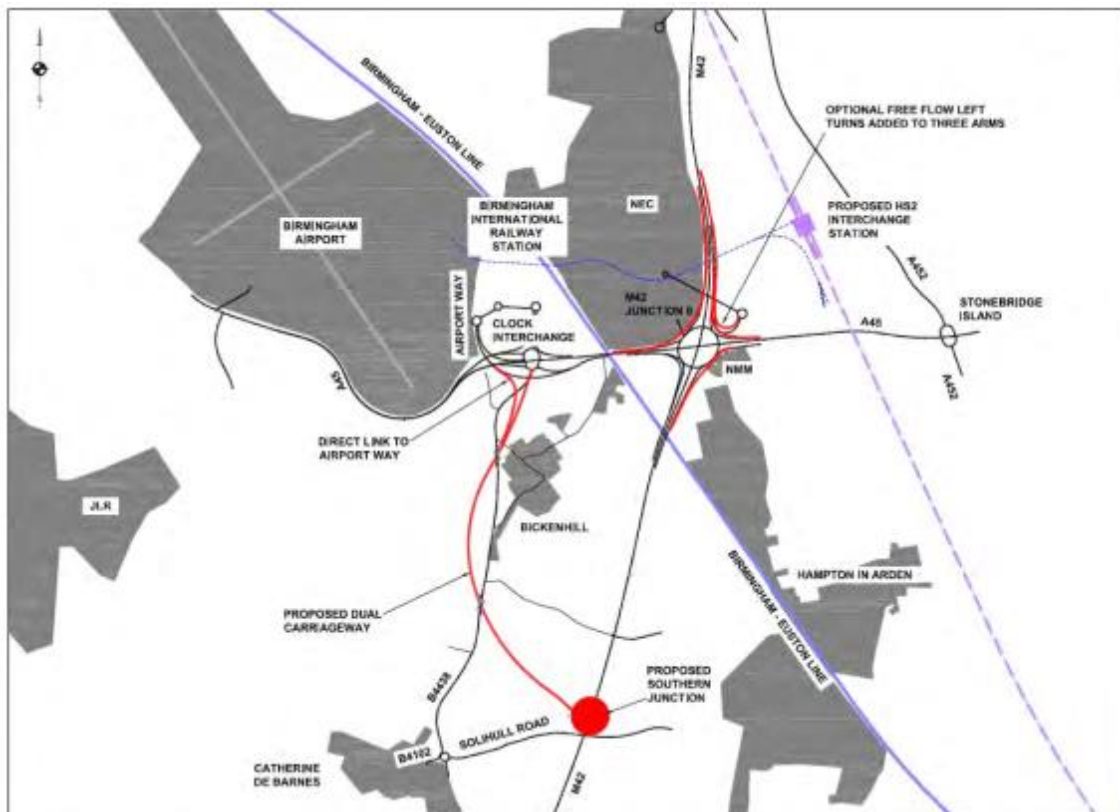 M42
BIRMINGHAM - EUSTON LINE
OPTIONAL FREE FLOW LEFT
TURNS ADDED TO THREE ARMS
NEC
BIRMINGHAM
INTERNATIONAL
RAILWAY
STATION
PROPOSED HS2
INTERCHANGE
STATION
BIRMINGHAM
AIRPORT
A452
AIRPORT WAY
M42
JUNCTION 6
STONEBRIDGE
ISLAND
CLOCK
INTERCHANGE
A45
A45
NMM
A452
DIRECT LINK TO
AIRPORT WAY
JLR
BICKENHILL
HAMPTON IN ARDEN
BIRMINGHAM - EUSTON LINE
PROPOSED DUAL
CARRIAGEWAY
PROPOSED
SOUTHERN
JUNCTION
B4438
SOLIHULL ROAD
B4102
CATHERINE
DE BARNES
M42